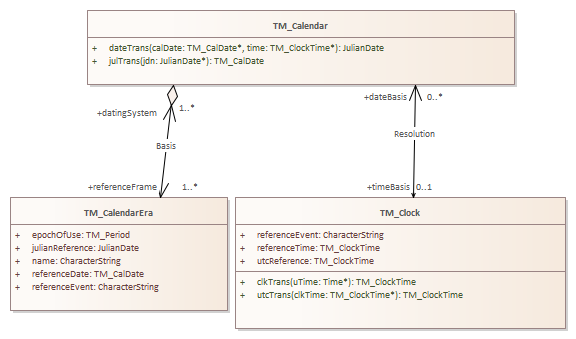 TM_Calendar
+ dateTrans(calDate: TM_CalDate*, time: TM_ClockTime*): JulianDate
+ julTrans(jdn: JulianDate*): TM_CalDate
+datingSystem
1..*
+dateBasis
0..*
Basis
Resolution
+referenceFrame
1..*
+timeBasis
0..1
TM_CalendarEra
+ epochOfUse: TM_Period
+ julianReference: JulianDate
+ name: CharacterString
+ referenceDate: TM_CalDate
+ referenceEvent: CharacterString
TM_Clock
+ referenceEvent: CharacterString
+ referenceTime: TM_ClockTime
+ utcReference: TM_ClockTime
+ clkTrans(uTime: Time*): TM_ClockTime
+ utcTrans(clkTime: TM_ClockTime*): TM_ClockTime